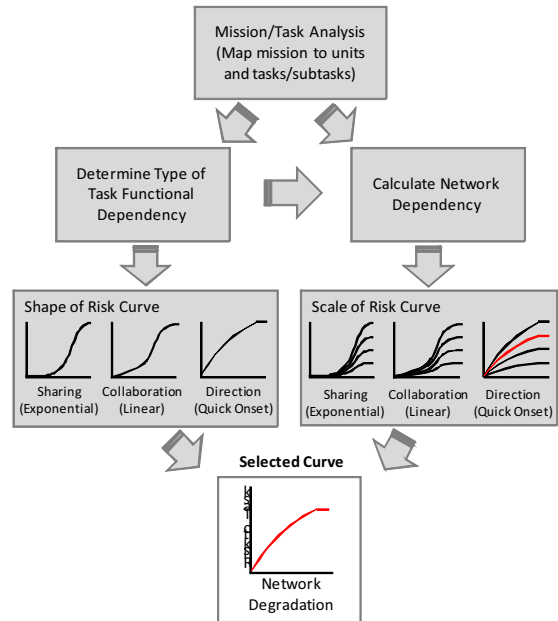 Mission/Task Analysis
(Map mission to units
and tasks/subtasks)
Determine Type of
Task Functional
Dependency
Calculate Network
Dependency
Shape of Risk Curve
Sharing
(Exponential)
Collaboration
(Linear)
Direction
(Quick Onset)
Scale of Risk Curve
Sharing
(Exponential)
Collaboration
(Linear)
Direction
(Quick Onset)
Selected Curve
Network
Degradation